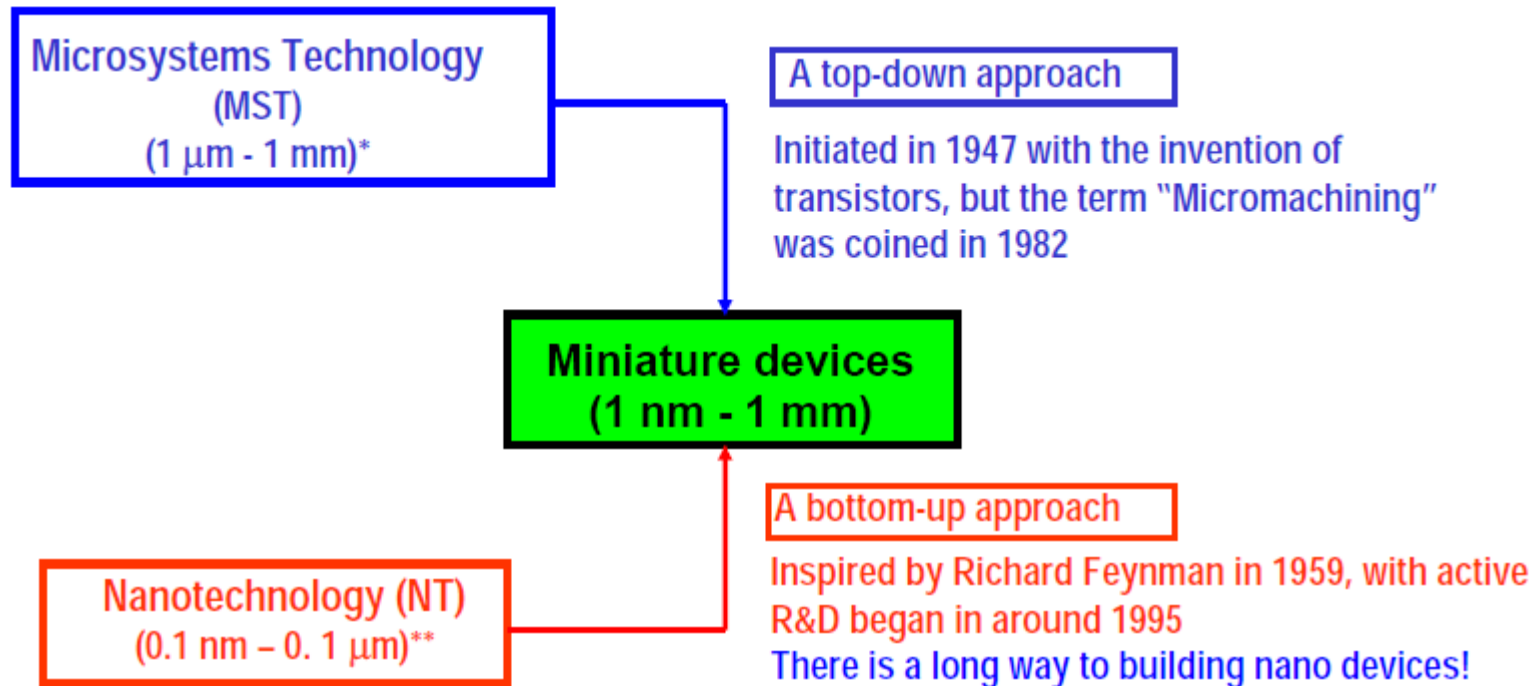 Microsystems Technology
(MST)
(1 μm - 1 mm)*
A top-down approach
Initiated in 1947 with the invention of
transistors, but the term “Micromachining”
was coined in 1982
Miniature devices
(1 nm - 1 mm)
A bottom-up approach
Inspired by Richard Feynman in 1959, with active
R&D began in around 1995
There is a long way to building nano devices!
Nanotechnology (NT)
(0.1 nm – 0. 1 μm)**